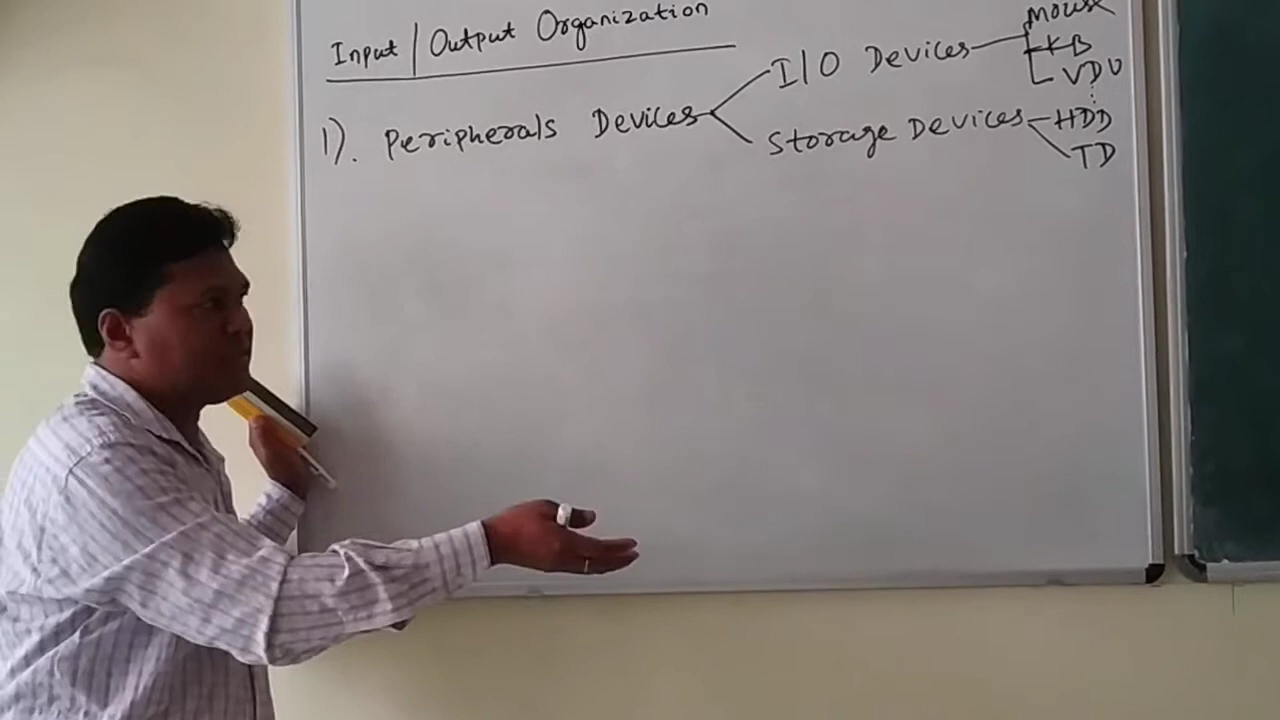 Input / Output Organization
1). Peripherals Devices
I/O Devices
Mouse
KB
VDU
Storage Devices
HDD
TD